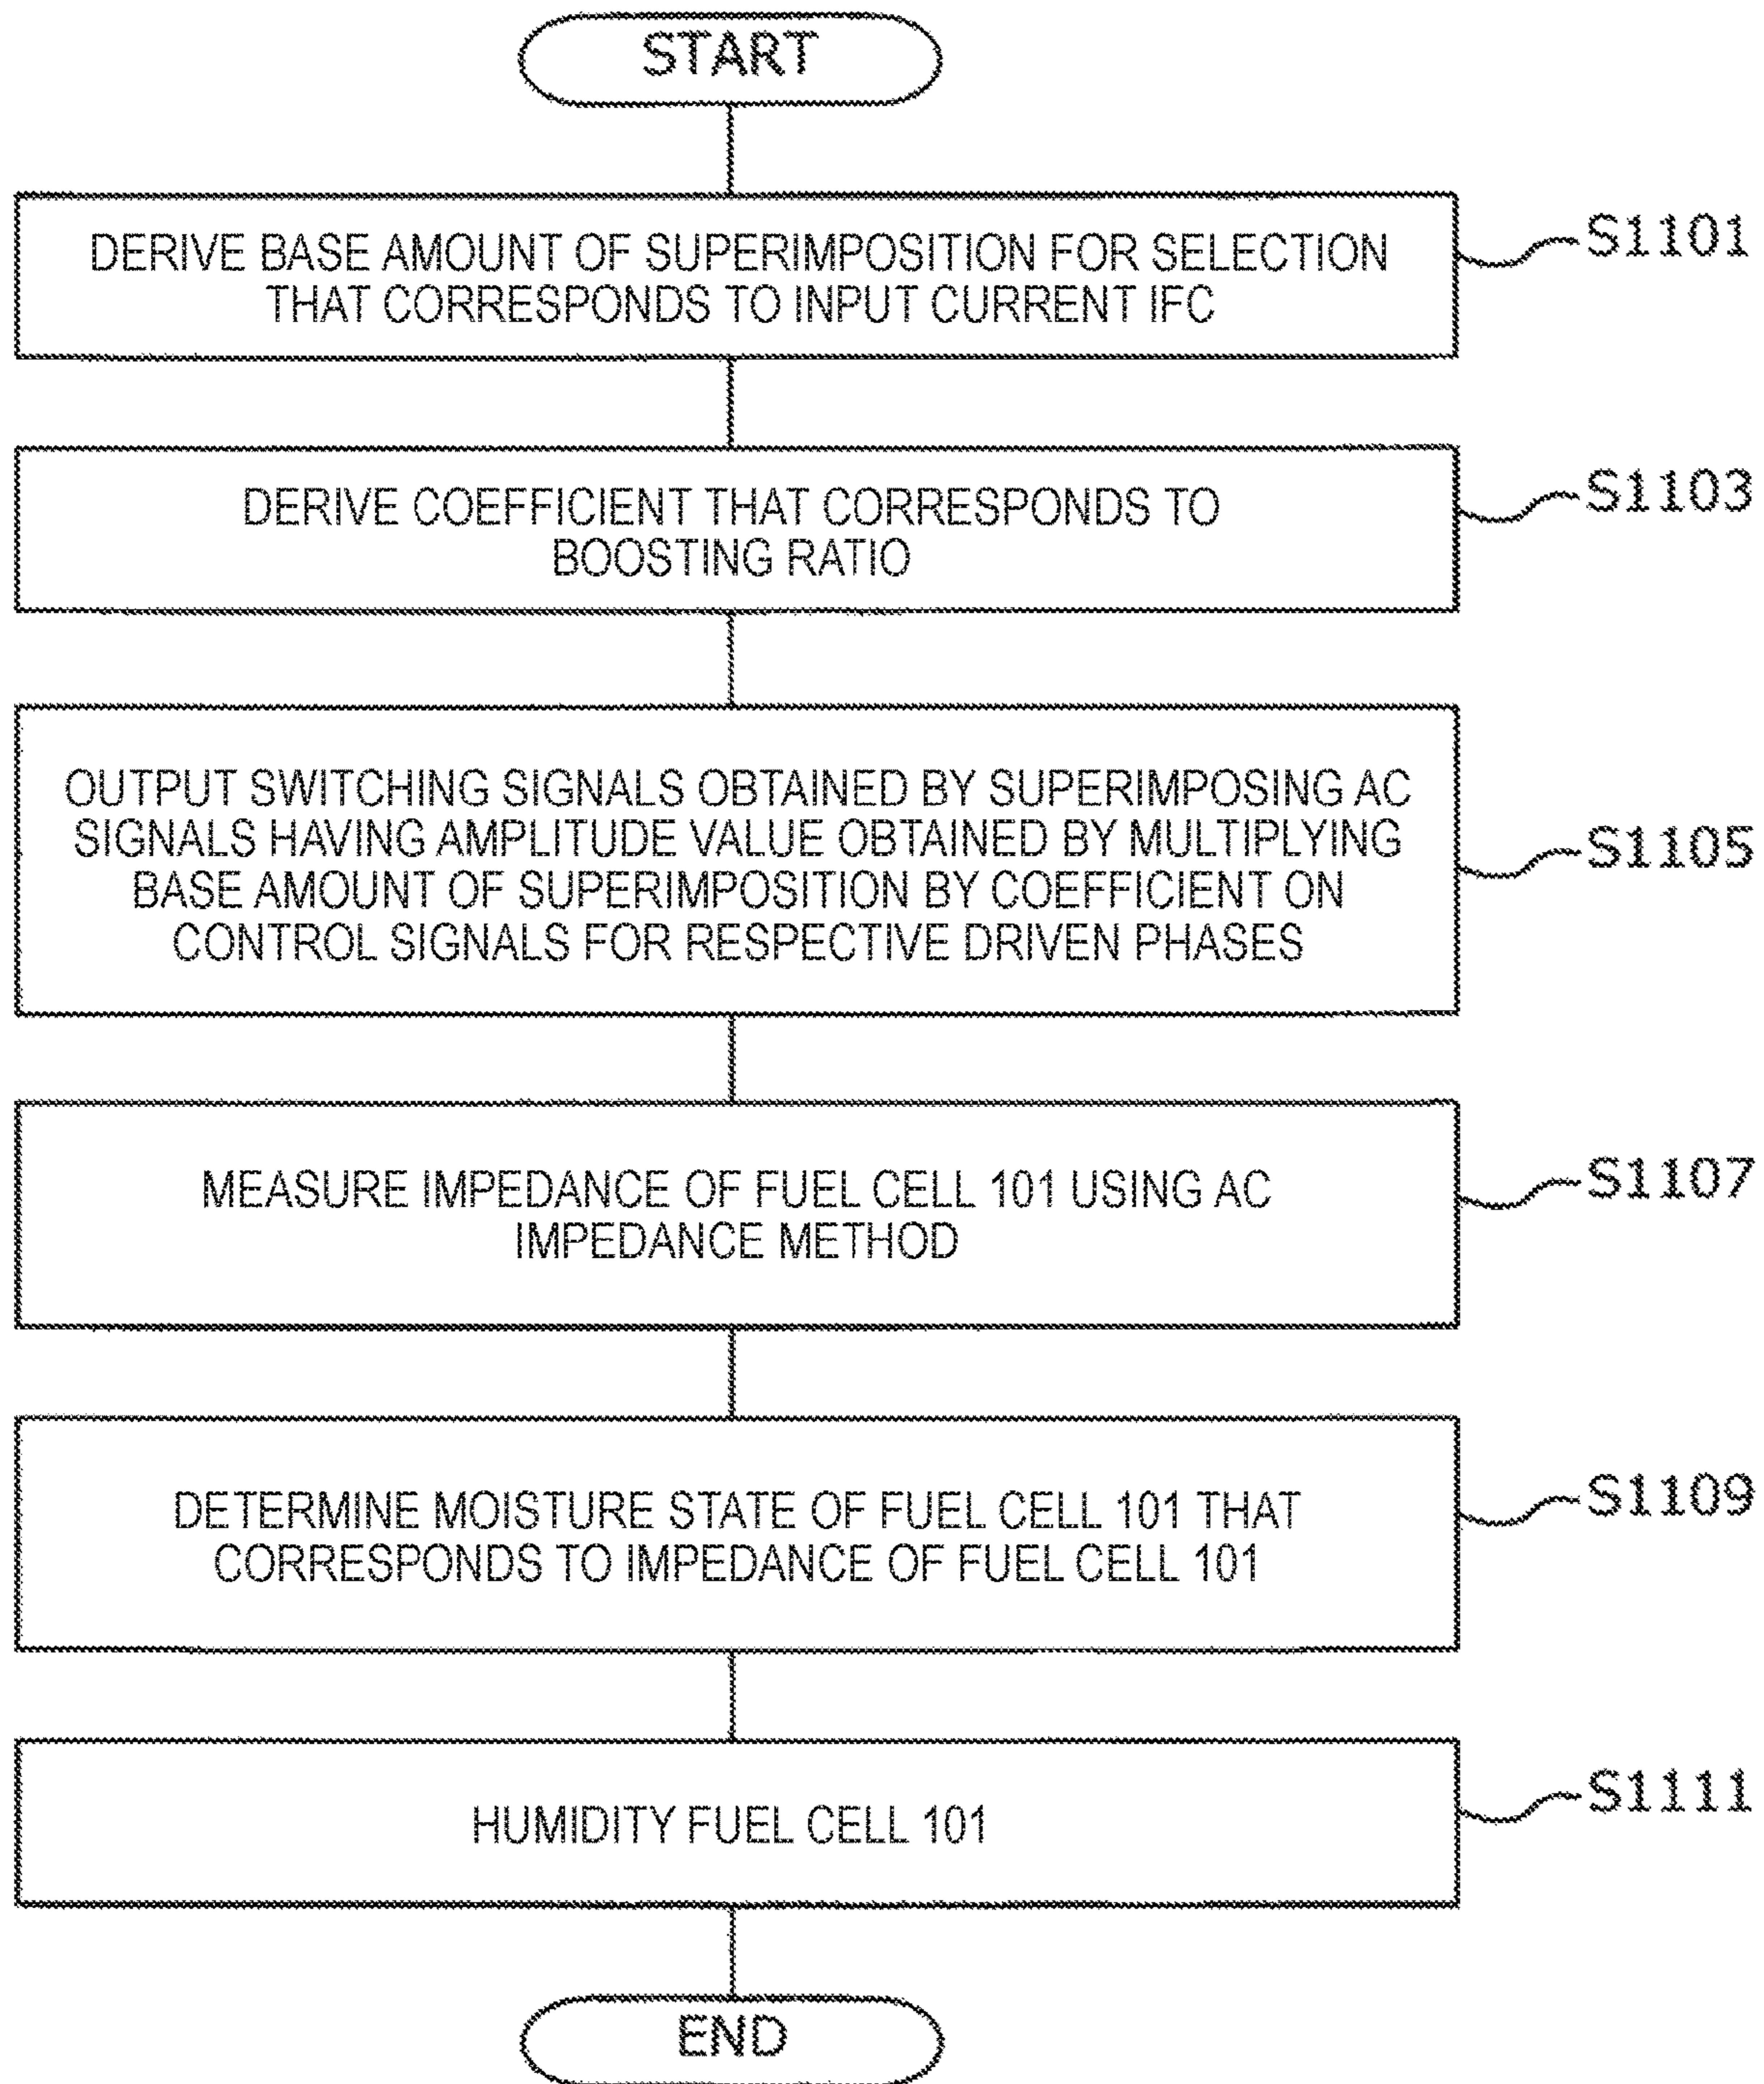 START
DERIVE BASE AMOUNT OF SUPERIMPOSITION FOR SELECTION
THAT CORRESPONDS TO INPUT CURRENT IFC
S1101
DERIVE COEFFICIENT THAT CORRESPONDS TO
BOOSTING RATIO
S1103
OUTPUT SWITCHING SIGNALS OBTAINED BY SUPERIMPOSING AC
SIGNALS HAVING AMPLITUDE VALUE OBTAINED BY MULTIPLYING
BASE AMOUNT OF SUPERIMPOSITION BY COEFFICIENT ON
CONTROL SIGNALS FOR RESPECTIVE DRIVEN PHASES
S1105
MEASURE IMPEDANCE OF FUEL CELL 101 USING AC
IMPEDANCE METHOD
S1107
DETERMINE MOISTURE STATE OF FUEL CELL 101 THAT
CORRESPONDS TO IMPEDANCE OF FUEL CELL 101
S1109
HUMIDITY FUEL CELL 101
S1111
END